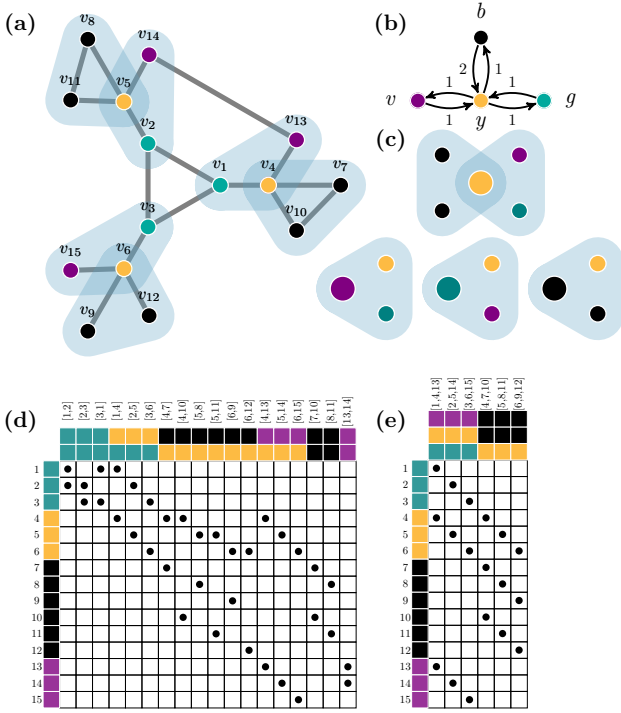 (a)
v8
v14
v11
v5
v2
v13
v1
v4
v7
v10
v3
v6
v15
v9
v12
(b)
b
1
2
1
1
v
1
y
1
g
(c)
(d)
[1,2]
[2,3]
[3,1]
[1,4]
[2,5]
[3,6]
[4,7]
[4,10]
[5,8]
[5,11]
[6,9]
[6,12]
[4,13]
[5,14]
[6,15]
[7,10]
[8,11]
[13,14]
1
2
3
4
5
6
7
8
9
10
11
12
13
14
15
(e)
[1,4,13]
[2,5,14]
[3,6,15]
[4,7,10]
[5,8,11]
[6,9,12]
1
2
3
4
5
6
7
8
9
10
11
12
13
14
15